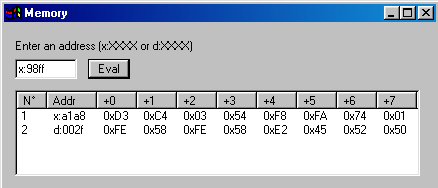 Memory
Enter an address (x:XXXX or d:XXXX)
x:98ff Eval
N° Addr +0 +1 +2 +3 +4 +5 +6 +7
1 x:a1a8 0xD3 0xC4 0x03 0x54 0xF8 0xFA 0x74 0x01
2 d:002f 0xFE 0x58 0xFE 0x58 0xE2 0x45 0x52 0x50